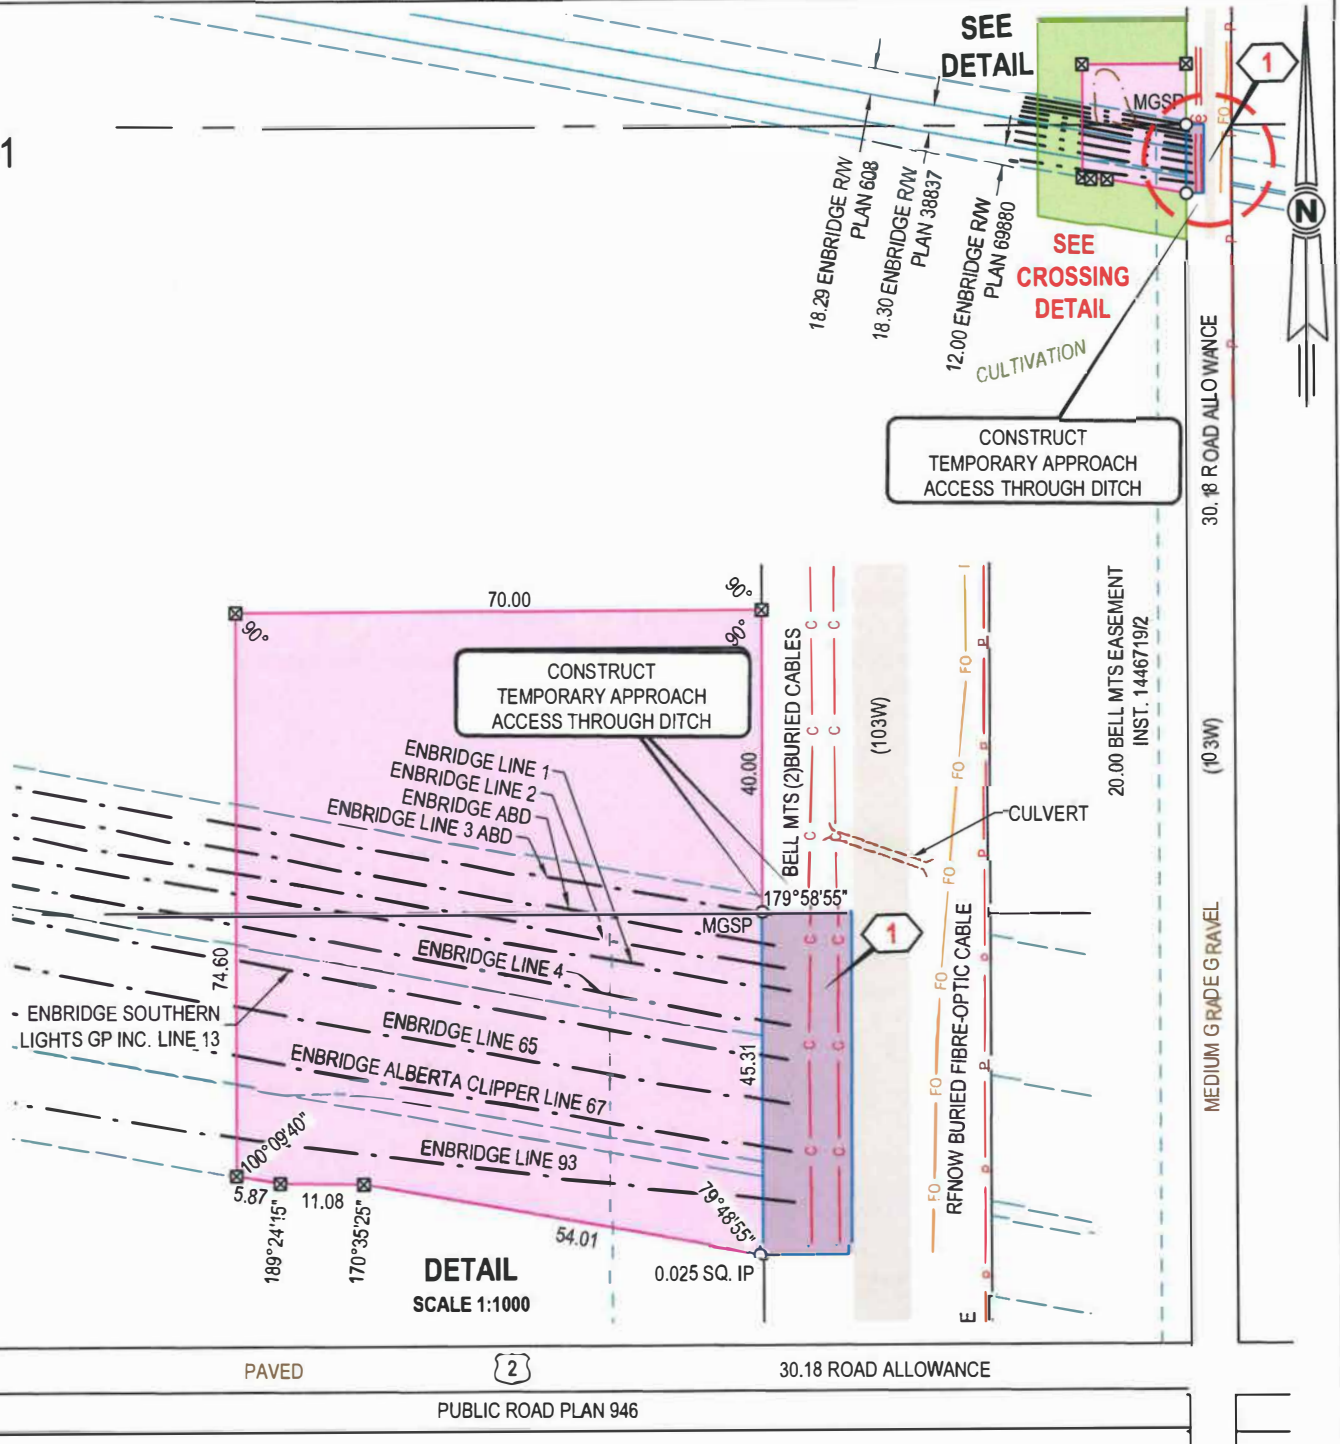 SEE
DETAIL
1
1
MGSP
C
FO
P
P
P
N
18.29 ENBRIDGE R/W
PLAN 608
18.30 ENBRIDGE R/W
PLAN 38837
12.00 ENBRIDGE R/W
PLAN 69880
SEE
CROSSING
DETAIL
CULTIVATION
CONSTRUCT
TEMPORARY APPROACH
ACCESS THROUGH DITCH
30.18 ROAD ALLOWANCE
(103W)
MEDIUM GRADE GRAVEL
20.00 BELL MTS EASEMENT
INST. 1446719/2
70.00
90°
90°
90°
CONSTRUCT
TEMPORARY APPROACH
ACCESS THROUGH DITCH
40.00
BELL MTS (2)BURIED CABLES
C
C
C
C
C
C
(103W)
FO
FO
FO
P
P
P
CULVERT
ENBRIDGE LINE 1
ENBRIDGE LINE 2
ENBRIDGE ABD
ENBRIDGE LINE 3 ABD
179°58'55"
MGSP
1
ENBRIDGE LINE 4
74.60
ENBRIDGE SOUTHERN
LIGHTS GP INC. LINE 13
ENBRIDGE LINE 65
ENBRIDGE ALBERTA CLIPPER LINE 67
ENBRIDGE LINE 93
45.31
C
C
C
C
C
C
FO
FO
FO
RFNOW BURIED FIBRE-OPTIC CABLE
P
P
P
P
E
100°09'40"
5.87
11.08
189°24'15"
170°35'25"
54.01
79°48'55"
0.025 SQ. IP
DETAIL
SCALE 1:1000
PAVED
2
30.18 ROAD ALLOWANCE
PUBLIC ROAD PLAN 946